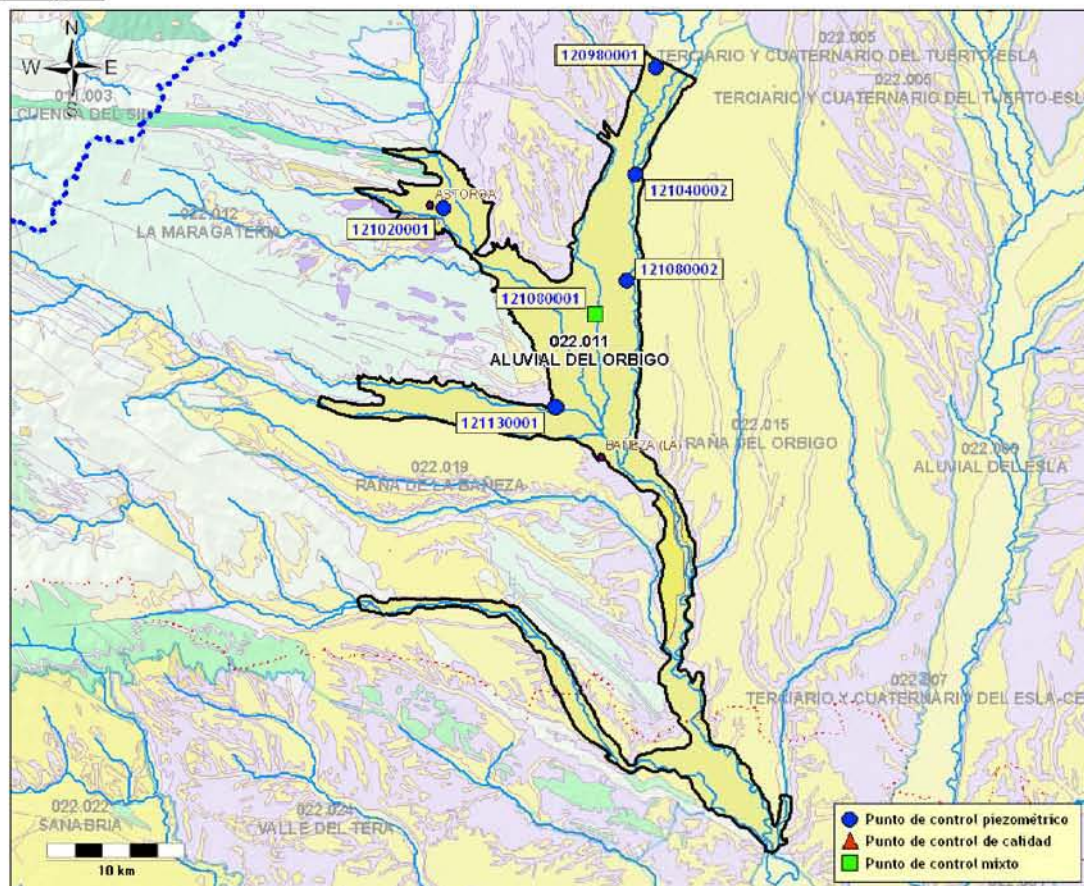 N
W E
S
011.003
CUENCA DEL SIL
120980001
022.005
TERCIARIO Y CUATERNARIO DEL TUERTO-ESLA
022.005
TERCIARIO Y CUATERNARIO DEL TUERTO-ESLA
ASTORGA
121040002
022.012
LA MARAGATERIA
121020001
121080002
121080001
022.011
ALUVIAL DEL ORBIGO
121130001
BAÑEZA (LA)
022.015
RAÑA DEL ORBIGO
022.019
RAÑA DE LA BAÑEZA
ALUVIAL DEL ESLA
022.007
TERCIARIO Y CUATERNARIO DEL ESLA-CE
022.022
SANABRIA
022.024
VALLE DEL TERA
10 km
Punto de control piezométrico
Punto de control de calidad
Punto de control mixto